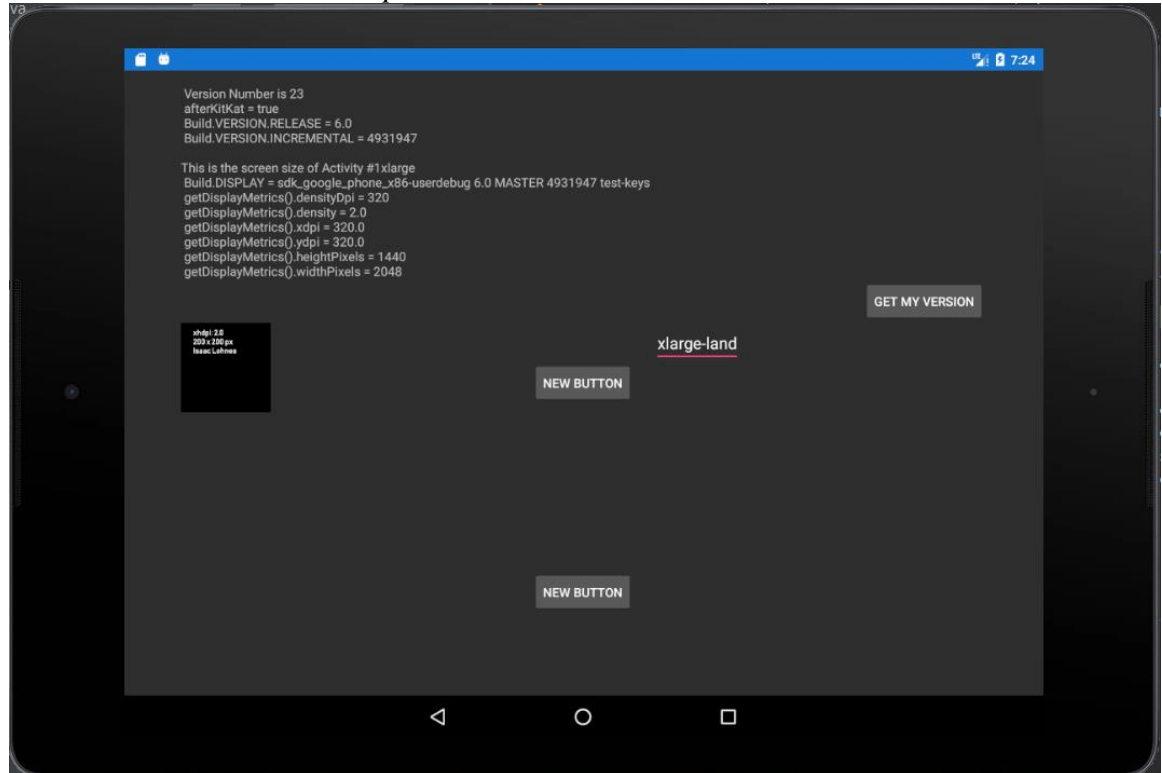 va
7:24
Version Number is 23
afterKitKat = true
Build.VERSION.RELEASE = 6.0
Build.VERSION.INCREMENTAL = 4931947
This is the screen size of Activity #1xlarge
Build.DISPLAY = sdk_google_phone_x86-userdebug 6.0 MASTER 4931947 test-keys
getDisplayMetrics().densityDpi = 320
getDisplayMetrics().density = 2.0
getDisplayMetrics().xdpi = 320.0
getDisplayMetrics().ydpi = 320.0
getDisplayMetrics().heightPixels = 1440
getDisplayMetrics().widthPixels = 2048
GET MY VERSION
xhdpi: 2.0
200 x 200 px
Isaac Lohnes
xlarge-land
NEW BUTTON
NEW BUTTON